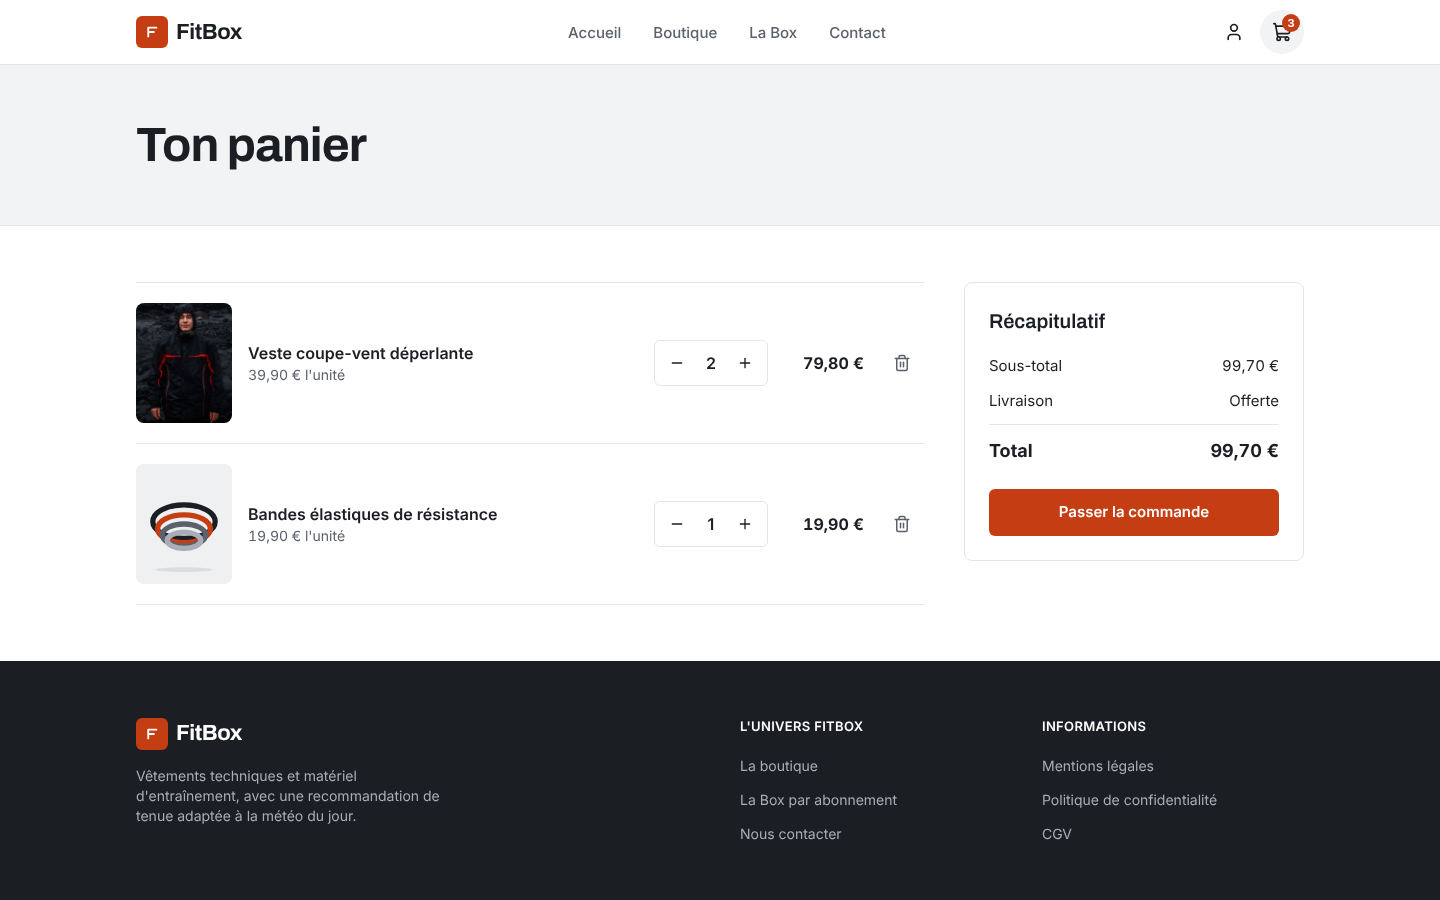 F FitBox
Accueil Boutique La Box Contact
3
Ton panier
Veste coupe-vent déperlante
39,90 € l'unité
− 2 +
79,80 €
Bandes élastiques de résistance
19,90 € l'unité
− 1 +
19,90 €
Récapitulatif
Sous-total 99,70 €
Livraison Offerte
Total 99,70 €
Passer la commande
F FitBox
Vêtements techniques et matériel
d'entraînement, avec une recommandation de
tenue adaptée à la météo du jour.
L'UNIVERS FITBOX
La boutique
La Box par abonnement
Nous contacter
INFORMATIONS
Mentions légales
Politique de confidentialité
CGV